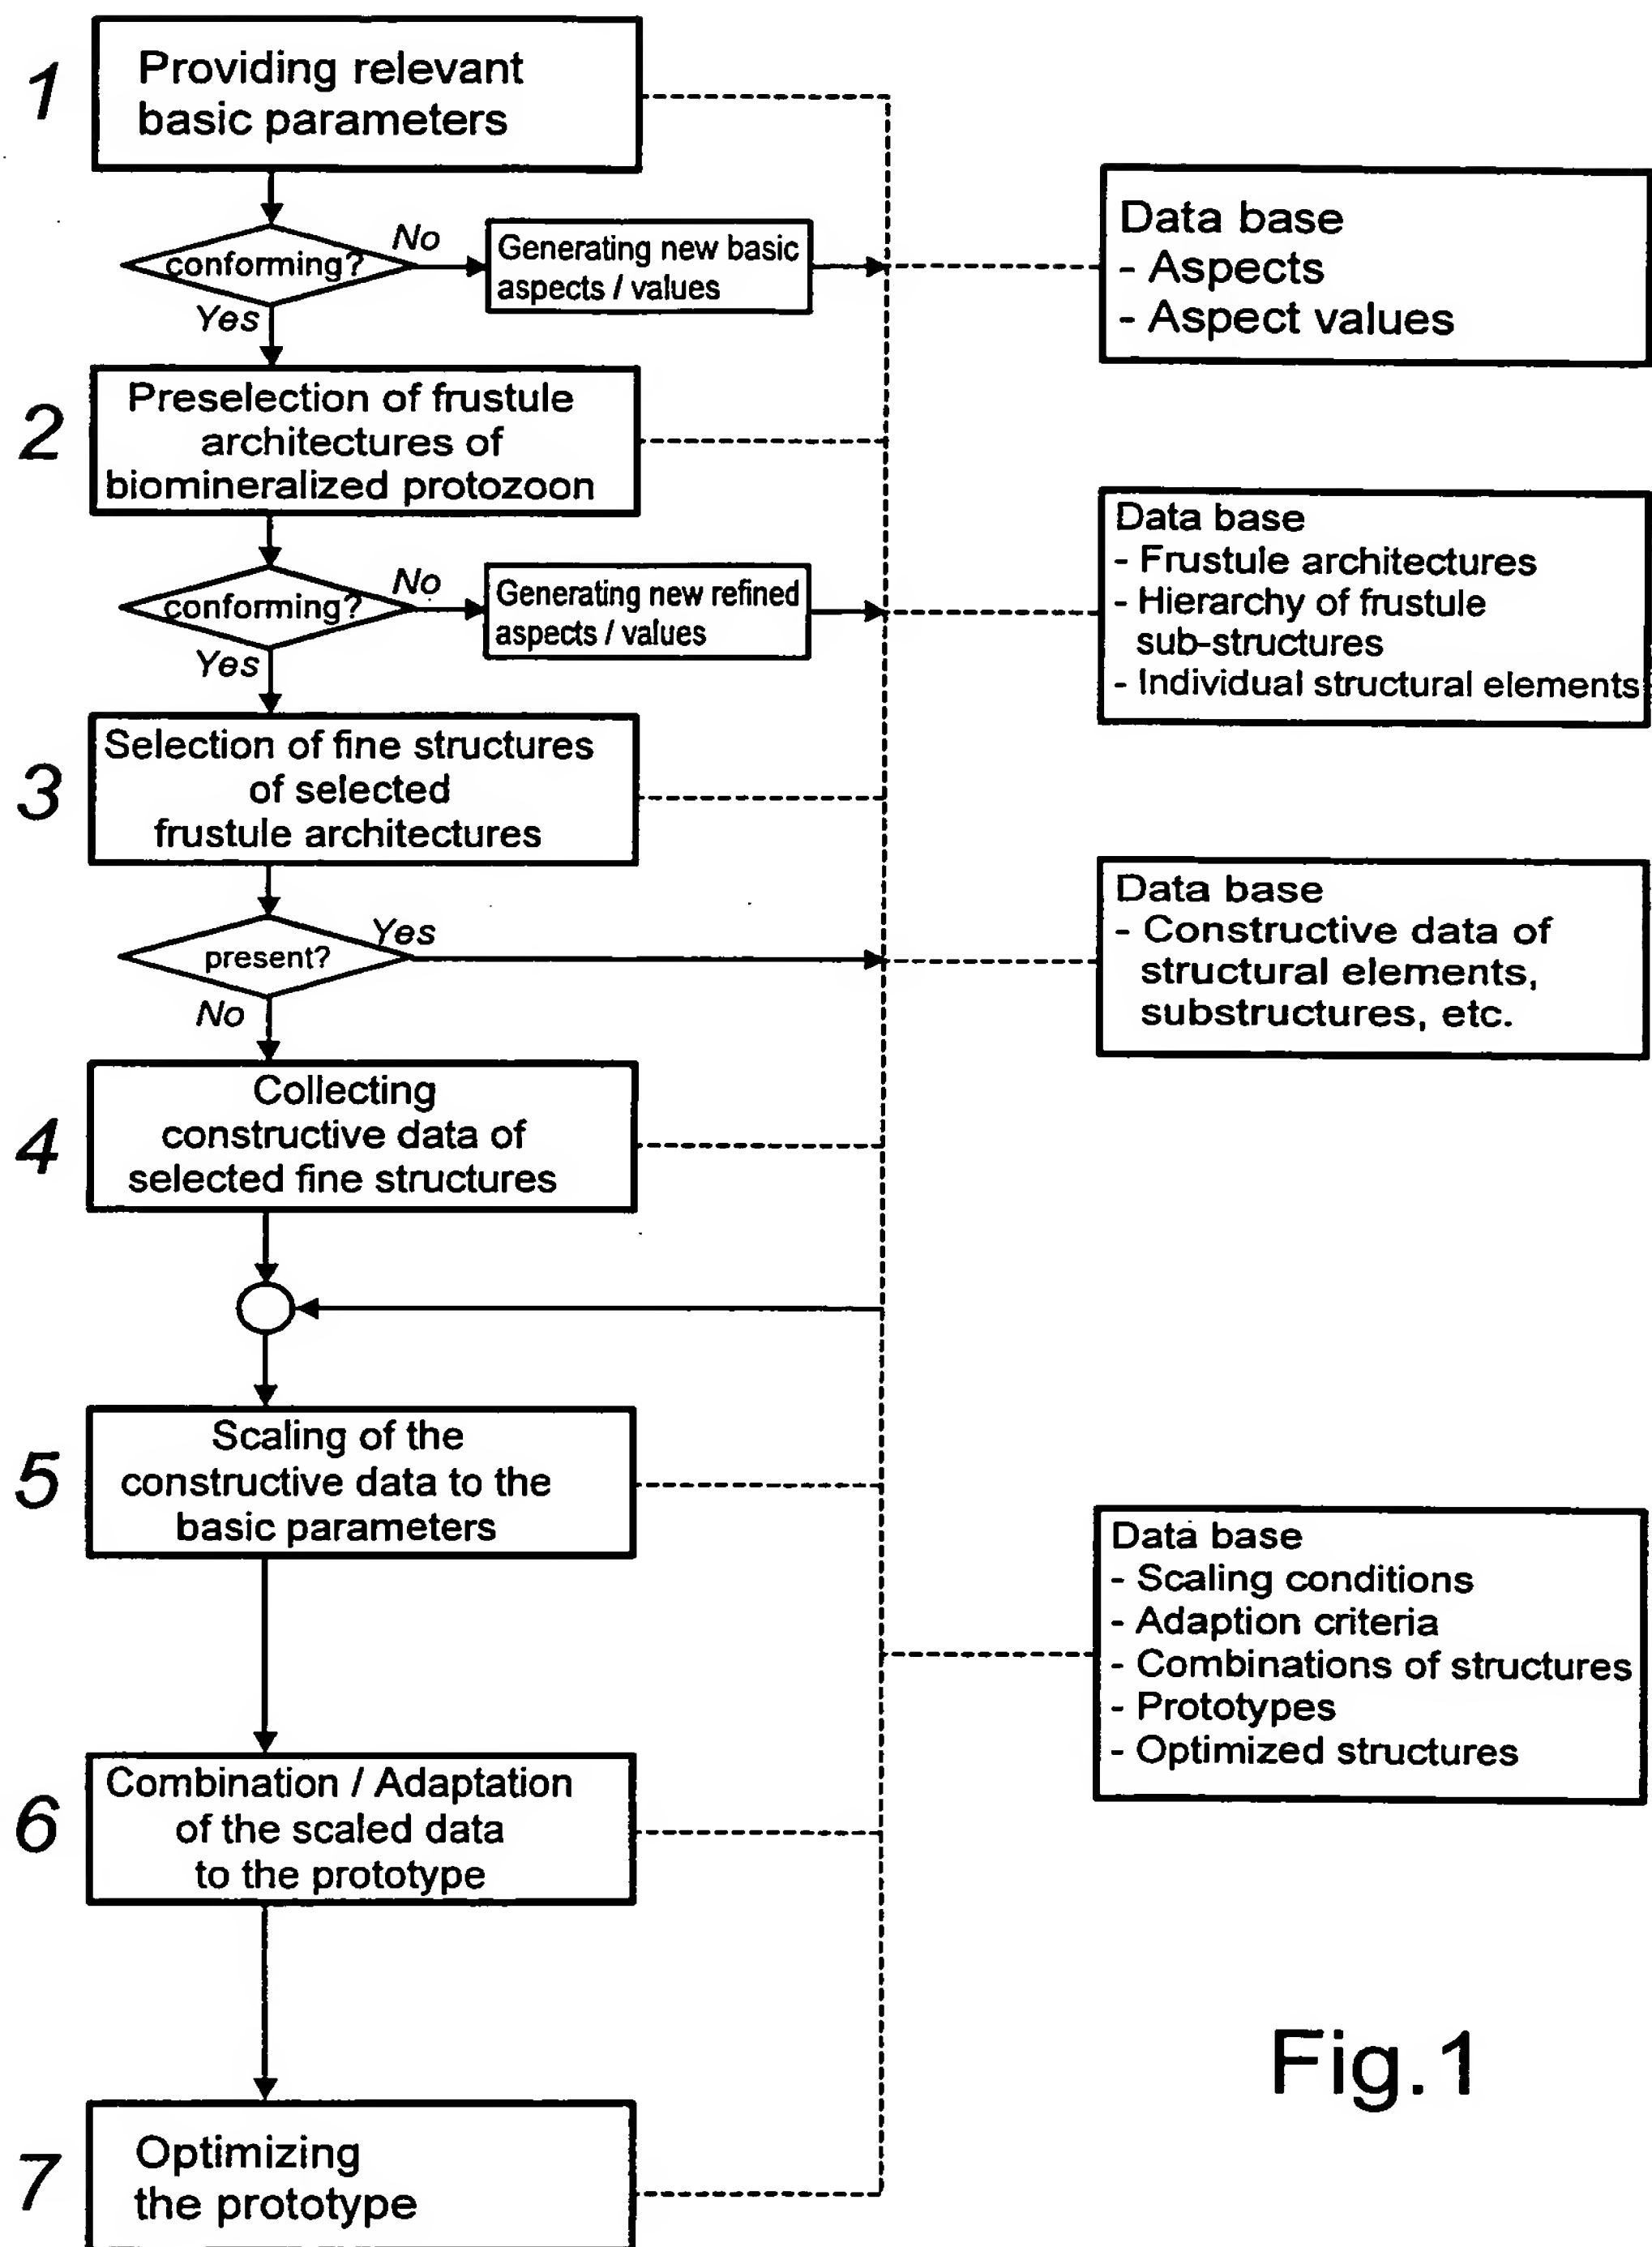 1
Providing relevant
basic parameters
conforming?
No
Generating new basic
aspects / values
Yes
Data base
- Aspects
- Aspect values
2
Preselection of frustule
architectures of
biomineralized protozoon
conforming?
No
Generating new refined
aspects / values
Yes
Data base
- Frustule architectures
- Hierarchy of frustule
sub-structures
- Individual structural elements
3
Selection of fine structures
of selected
frustule architectures
present?
Yes
No
Data base
- Constructive data of
structural elements,
substructures, etc.
4
Collecting
constructive data of
selected fine structures
5
Scaling of the
constructive data to the
basic parameters
Data base
- Scaling conditions
- Adaption criteria
- Combinations of structures
- Prototypes
- Optimized structures
6
Combination / Adaptation
of the scaled data
to the prototype
7
Optimizing
the prototype
Fig.1